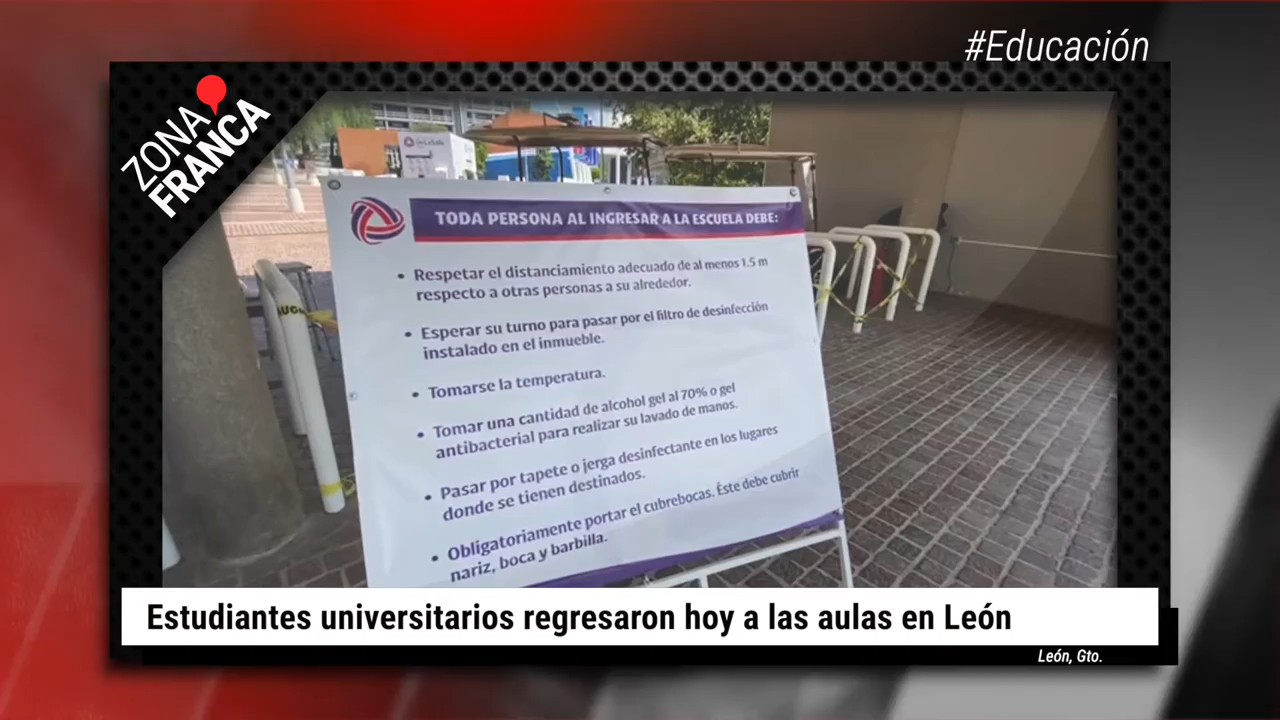 #Educación
ZONA
FRANCA
De La Salle
TODA PERSONA AL INGRESAR A LA ESCUELA DEBE:
• Respetar el distanciamiento adecuado de al menos 1.5 m
respecto a otras personas a su alrededor.
• Esperar su turno para pasar por el filtro de desinfección
instalado en el inmueble.
• Tomarse la temperatura.
• Tomar una cantidad de alcohol gel al 70% o gel
antibacterial para realizar su lavado de manos.
• Pasar por tapete o jerga desinfectante en los lugares
donde se tienen destinados.
• Obligatoriamente portar el cubrebocas. Éste debe cubrir
nariz, boca y barbilla.
Estudiantes universitarios regresaron hoy a las aulas en León
León, Gto.